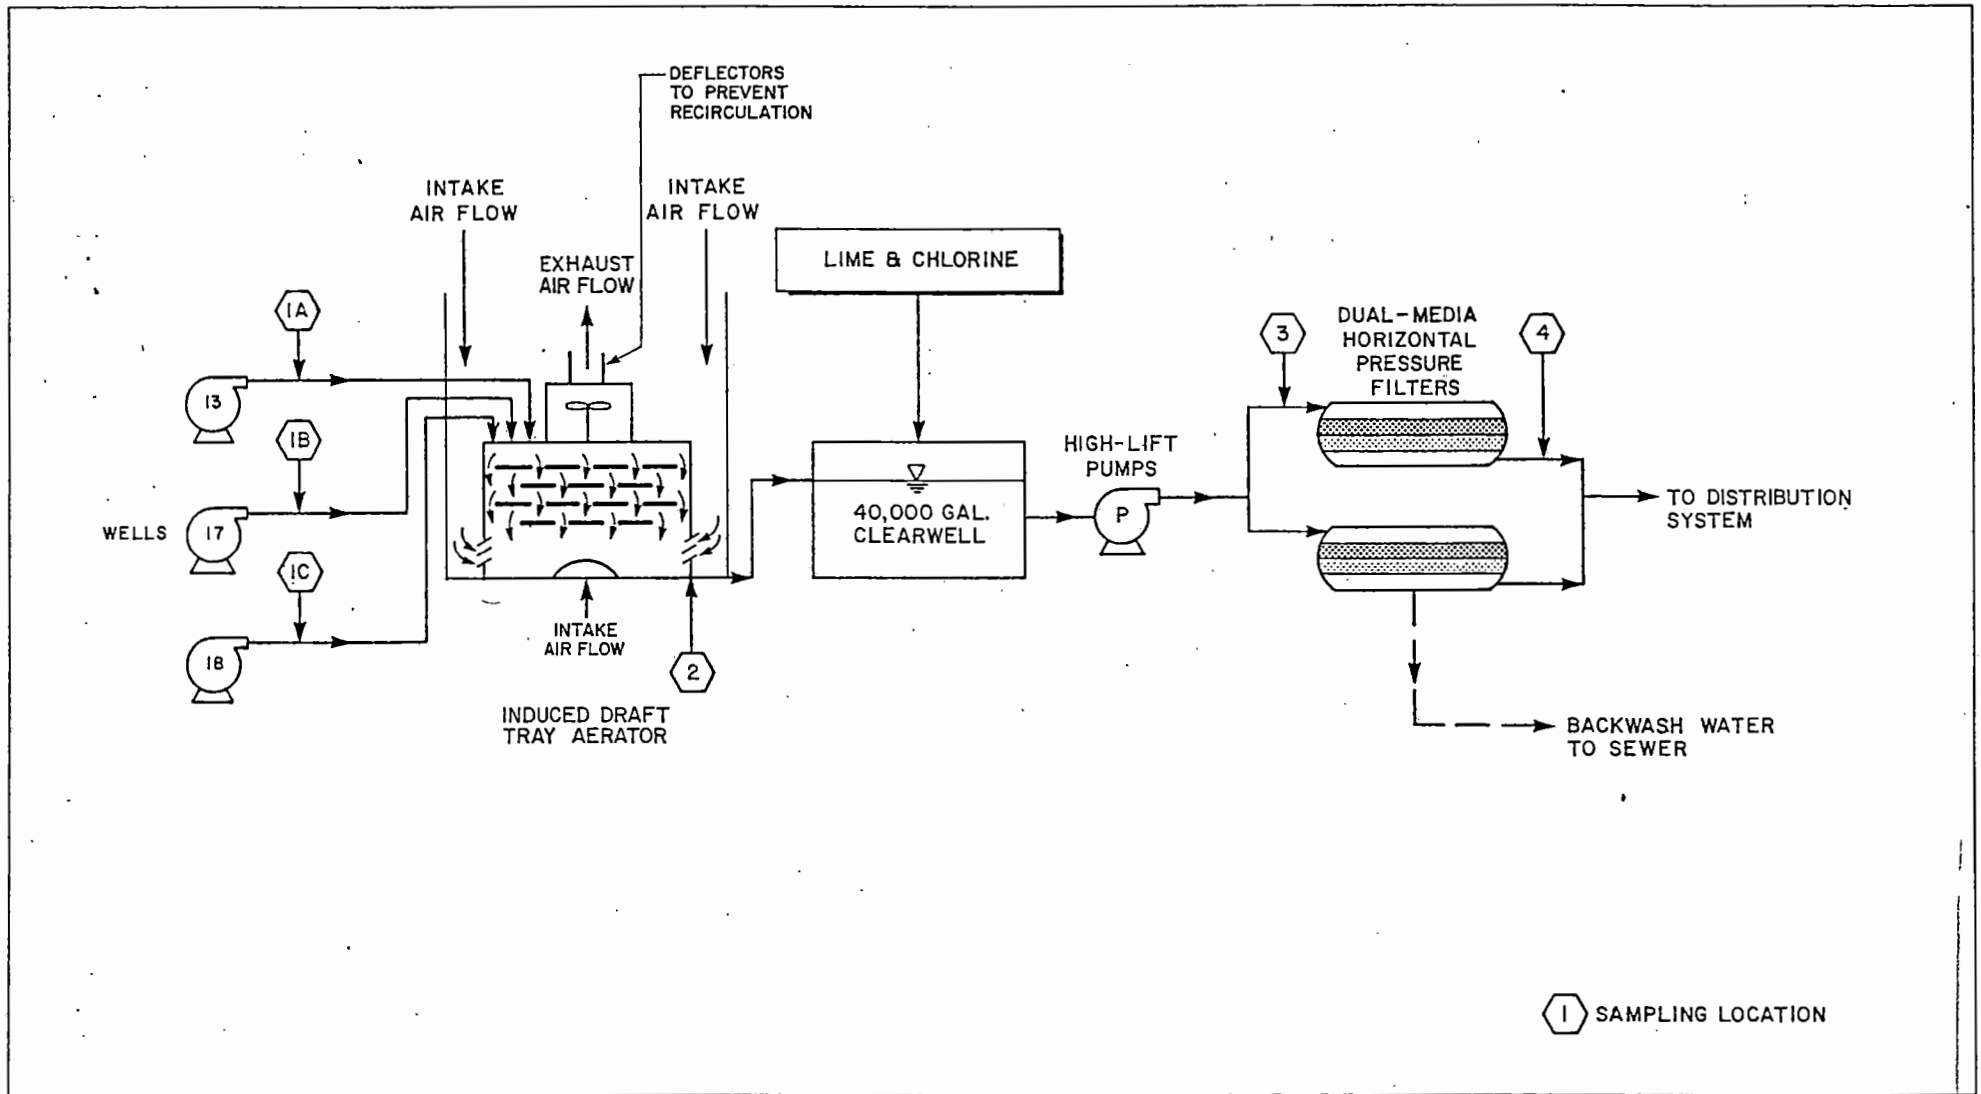 DEFLECTORS
TO PREVENT
RECIRCULATION
INTAKE
AIR FLOW
INTAKE
AIR FLOW
EXHAUST
AIR FLOW
LIME & CHLORINE
1A
13
1B
WELLS
17
1C
18
INTAKE
AIR FLOW
2
INDUCED DRAFT
TRAY AERATOR
40,000 GAL.
CLEARWELL
HIGH-LIFT
PUMPS
P
3
DUAL-MEDIA
HORIZONTAL
PRESSURE
FILTERS
4
TO DISTRIBUTION
SYSTEM
BACKWASH WATER
TO SEWER
1 SAMPLING LOCATION